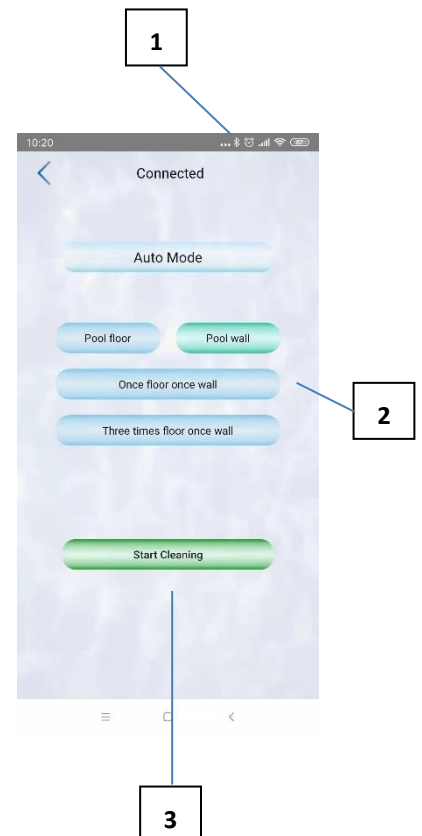 1
10:20
Connected
Auto Mode
Pool floor Pool wall
Once floor once wall
2
Three times floor once wall
Start Cleaning
3